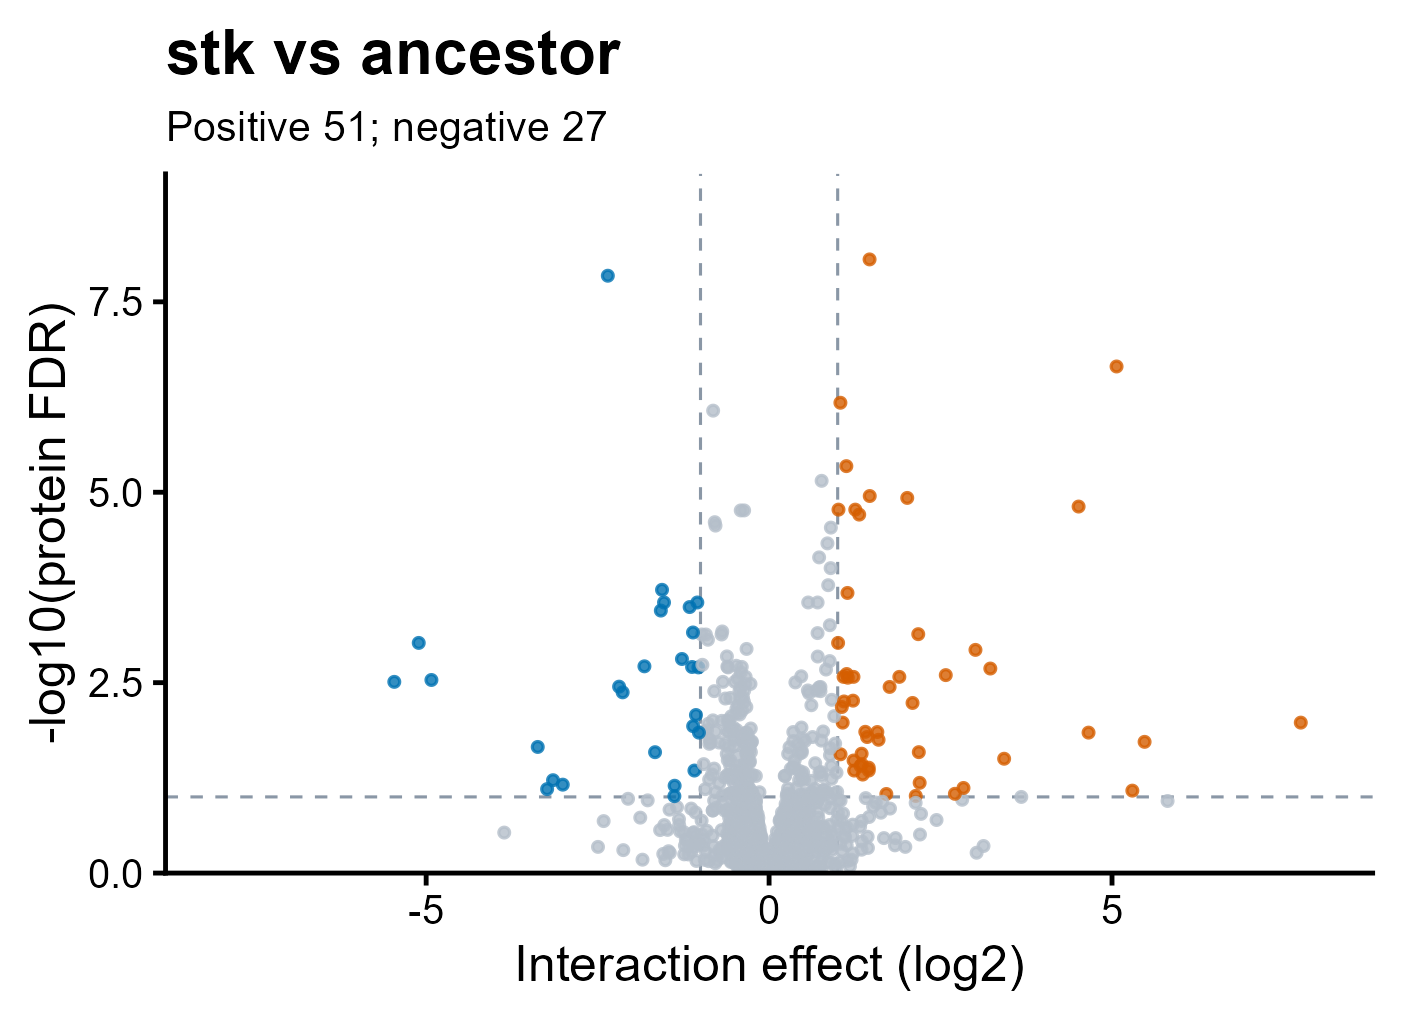 stk vs ancestor
Positive 51; negative 27
-log10(protein FDR)
7.5
5.0
2.5
0.0
-5
0
5
Interaction effect (log2)